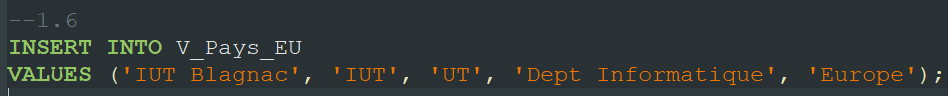 --1.6
INSERT INTO V_Pays_EU
VALUES ('IUT Blagnac', 'IUT', 'UT', 'Dept Informatique', 'Europe');